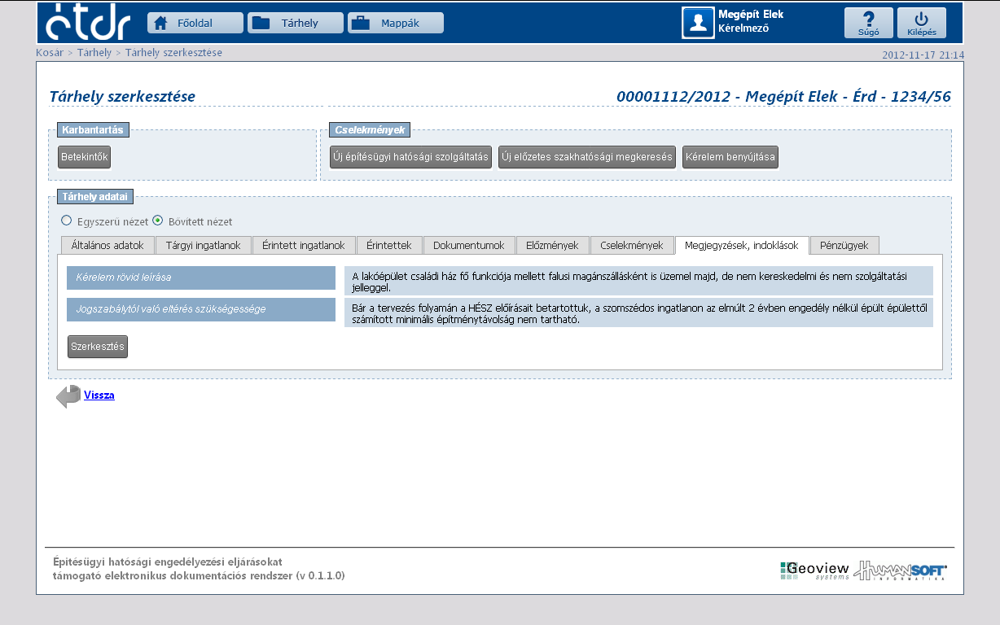 étdr
Főoldal
Tárhely
Mappák
Megépít Elek
Kérelmező
Súgó
Kilépés
Kosár > Tárhely > Tárhely szerkesztése
2012-11-17 21:14
Tárhely szerkesztése
00001112/2012 - Megépít Elek - Érd - 1234/56
Karbantartás
Betekintők
Cselekmények
Új építésügyi hatósági szolgáltatás
Új előzetes szakhatósági megkeresés
Kérelem benyújtása
Tárhely adatai
Egyszerű nézet
Bővített nézet
Általános adatok
Tárgyi ingatlanok
Érintett ingatlanok
Érintettek
Dokumentumok
Előzmények
Cselekmények
Megjegyzések, indoklások
Pénzügyek
Kérelem rövid leírása
A lakóépület családi ház fő funkciója mellett falusi magánszállásként is üzemel majd, de nem kereskedelmi és nem szolgáltatási
jelleggel.
Jogszabálytól való eltérés szükségessége
Bár a tervezés folyamán a HÉSZ előírásait betartottuk, a szomszédos ingatlanon az elmúlt 2 évben engedély nélkül épült épülettől
számított minimális építménytávolság nem tartható.
Szerkesztés
Vissza
Építésügyi hatósági engedélyezési eljárásokat
támogató elektronikus dokumentációs rendszer (v 0.1.1.0)
Geoview
systems
HUMANSOFT
INFORMATIKA